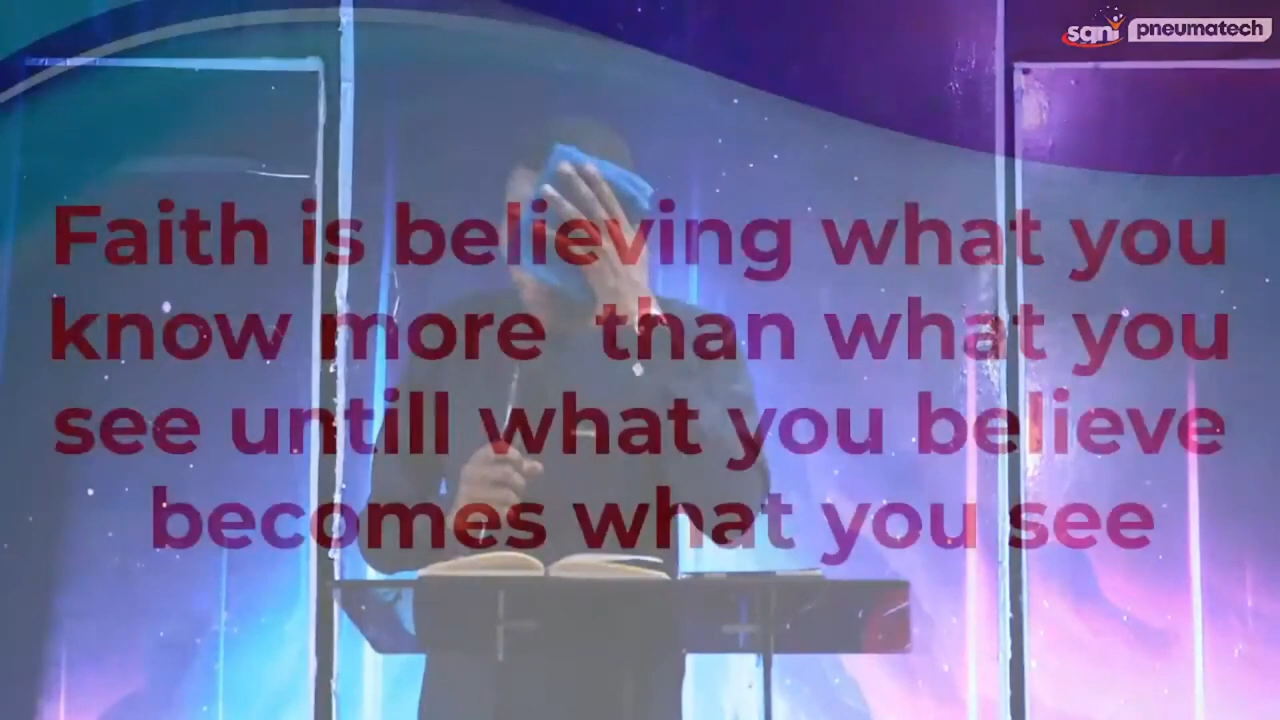 sqni pneumatech
Faith is believing what you
know more  than what you
see untill what you believe
becomes what you see